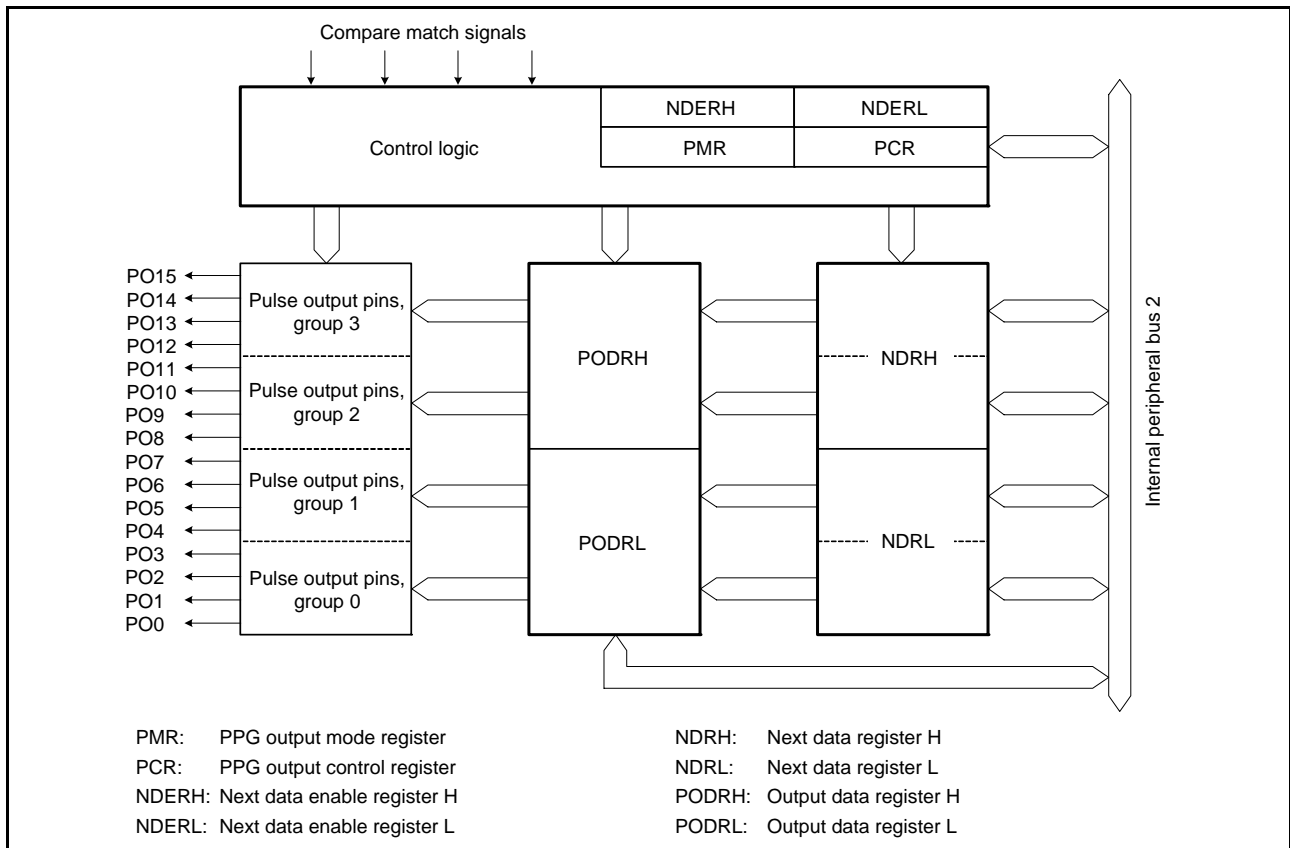 Compare match signals
Control logic
NDERH
NDERL
PMR
PCR
PO15
PO14
PO13
PO12
PO11
PO10
PO9
PO8
PO7
PO6
PO5
PO4
PO3
PO2
PO1
PO0
Pulse output pins,
group 3
Pulse output pins,
group 2
Pulse output pins,
group 1
Pulse output pins,
group 0
PODRH
PODRL
NDRH
NDRL
Internal peripheral bus 2
PMR: PPG output mode register
PCR: PPG output control register
NDERH: Next data enable register H
NDERL: Next data enable register L
NDRH: Next data register H
NDRL: Next data register L
PODRH: Output data register H
PODRL: Output data register L